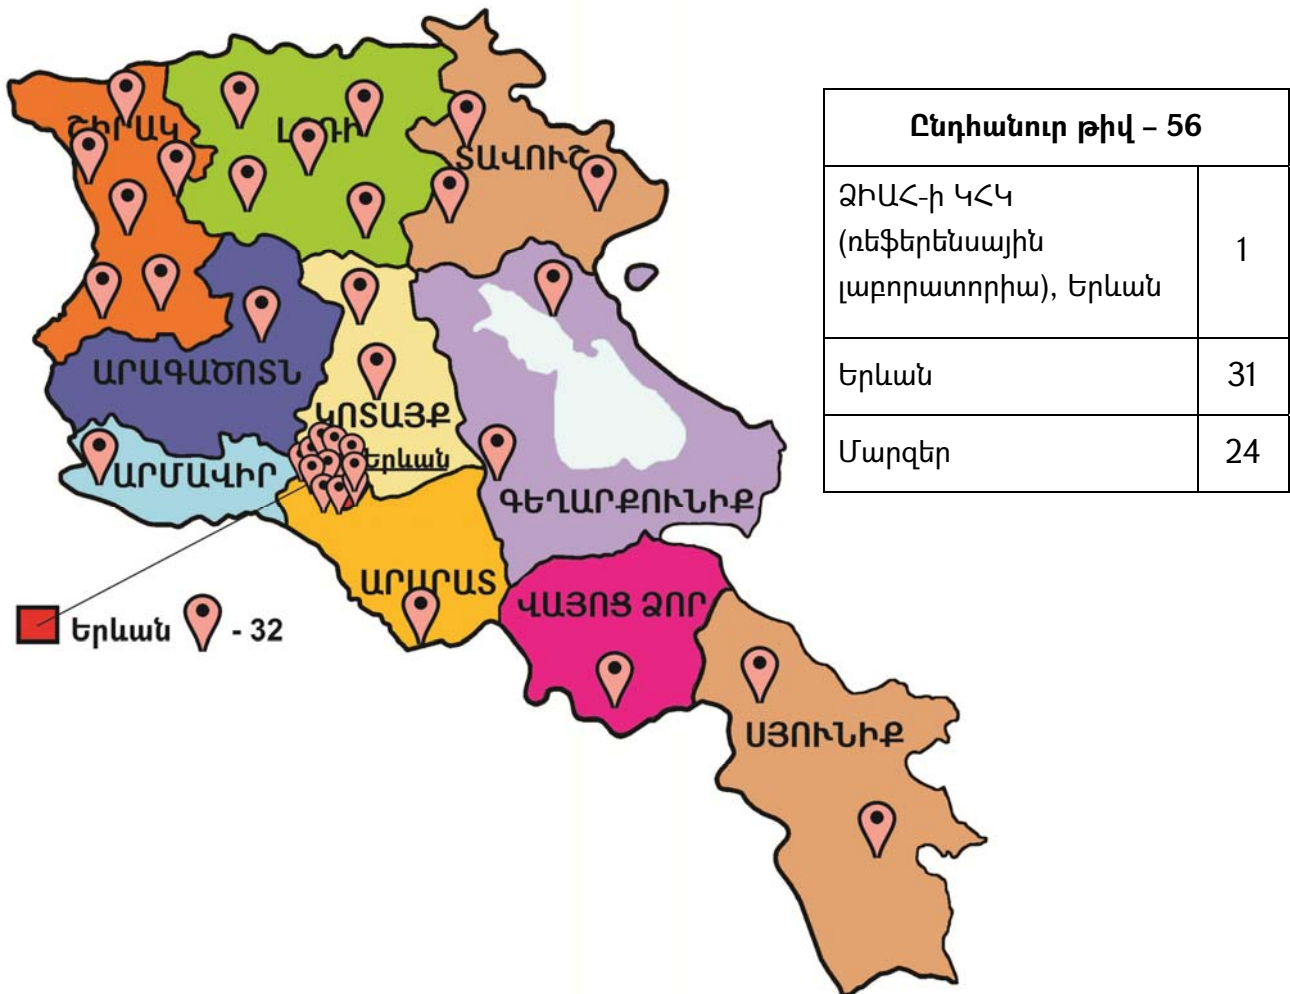 ՇԻՐԱԿ
ԼՈՌԻ
ՏԱՎՈՒՇ
ԱՐԱԳԱԾՈՏՆ
ԿՈՏԱՅՔ
Երևան
ԱՐՄԱՎԻՐ
ԳԵՂԱՐՔՈՒՆԻՔ
ԱՐԱՐԱՏ
ՎԱՅՈՑ ՁՈՐ
ՍՅՈՒՆԻՔ
Երևան - 32
Ընդհանուր թիվ – 56
ՁԻԱՀ-ի ԿՀԿ
(ռեֆերենսային 1
լաբորատորիա), Երևան
Երևան 31
Մարզեր 24